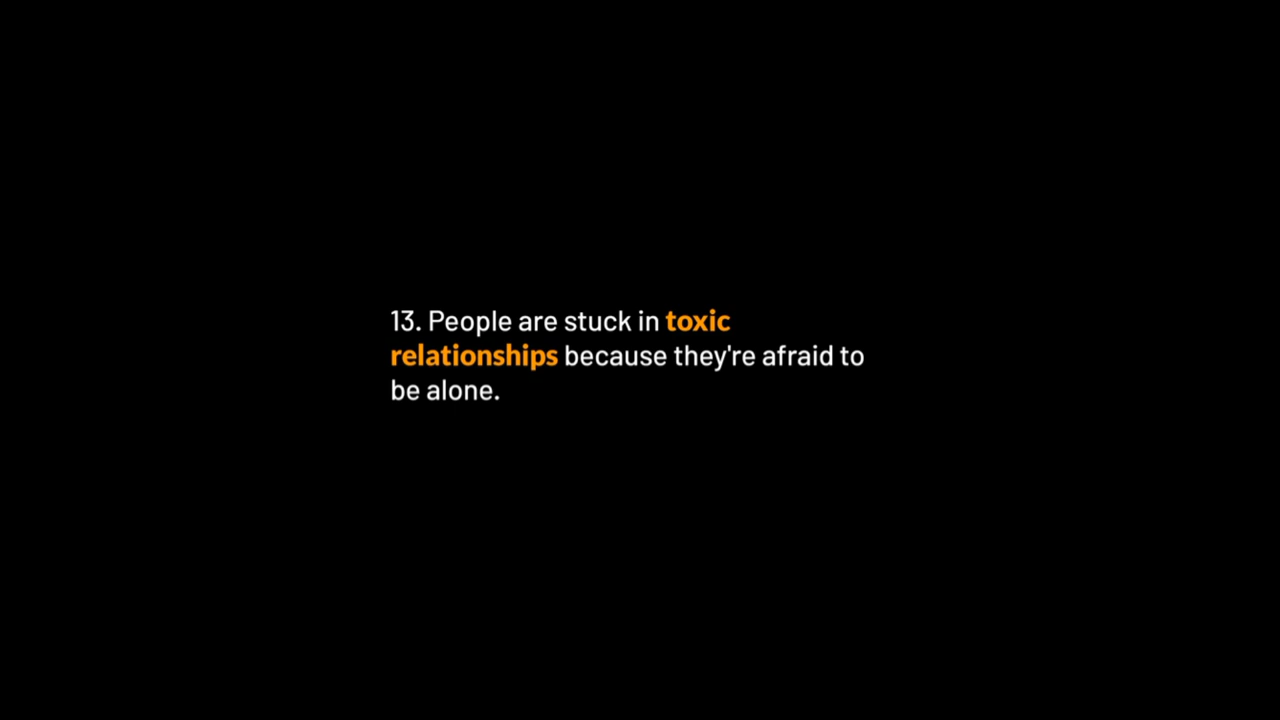 13. People are stuck in toxic
relationships because they're afraid to
be alone.